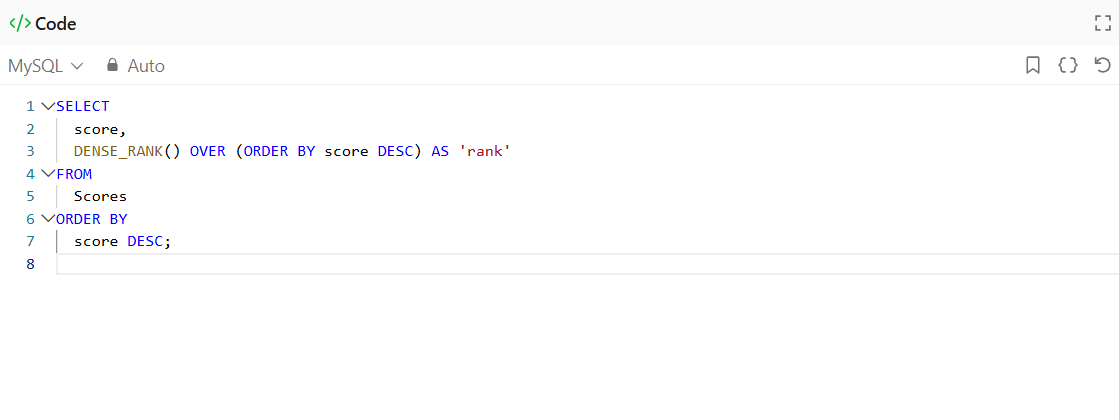 </> Code
MySQL Auto
1 SELECT
2 score,
3 DENSE_RANK() OVER (ORDER BY score DESC) AS 'rank'
4 FROM
5 Scores
6 ORDER BY
7 score DESC;
8